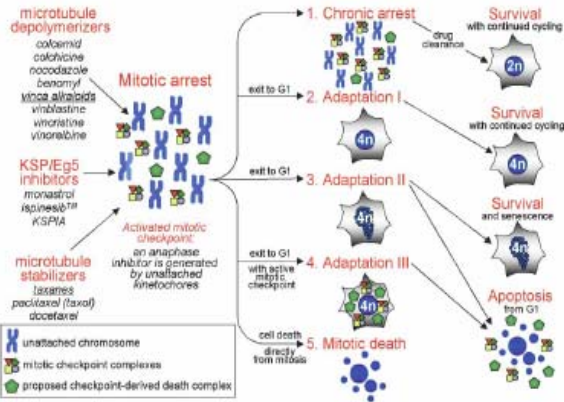 microtubule
depolymerizers
colcemid
colchicine
nocodazole
benomyl
vinca alkaloids
vinblastine
vincristine
vinorelbine
KSP/Eg5
inhibitors
monastrol
ispinesib™
KSPIA
microtubule
stabilizers
taxanes
paclitaxel (taxol)
docetaxel
Mitotic arrest
Activated mitotic
checkpoint:
an anaphase
inhibitor is generated
by unattached
kinetochores
unattached chromosome
mitotic checkpoint complexes
proposed checkpoint-derived death complex
exit to G1
exit to G1
exit to G1
with active
mitotic
checkpoint
cell death
directly
from mitosis
1. Chronic arrest
2. Adaptation I
4n
3. Adaptation II
4n
4. Adaptation III
4n
5. Mitotic death
drug
clearance
Survival
with continued cycling
2n
Survival
with continued cycling
4n
Survival
and senescence
4n
Apoptosis
from G1